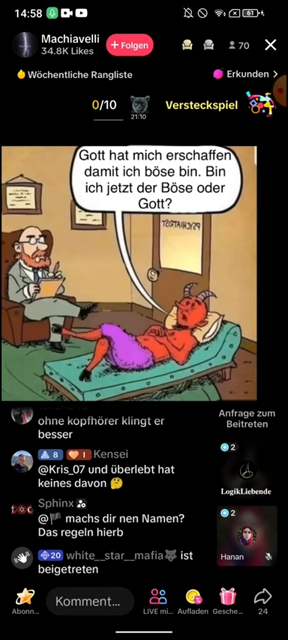 14:58
61
Machiavelli
34.8K Likes
+ Folgen
70
Wöchentliche Rangliste
Erkunden >
0/10
21:10
Versteckspiel
Gott hat mich erschaffen
damit ich böse bin. Bin
ich jetzt der Böse oder
Gott?
PSYCHIATRIST
ohne kopfhörer klingt er
besser
8
1
Kensei
@Kris_07 und überlebt hat
keines davon 🤔
Sphinx
@🏴 machs dir nen Namen?
Das regeln hierb
20
white__star__mafia🐺 ist
beigetreten
Anfrage zum
Beitreten
2
LogikLiebende
2
Hanan
Abonn...
Komment...
LIVE mi...
Aufladen
Gesche...
24